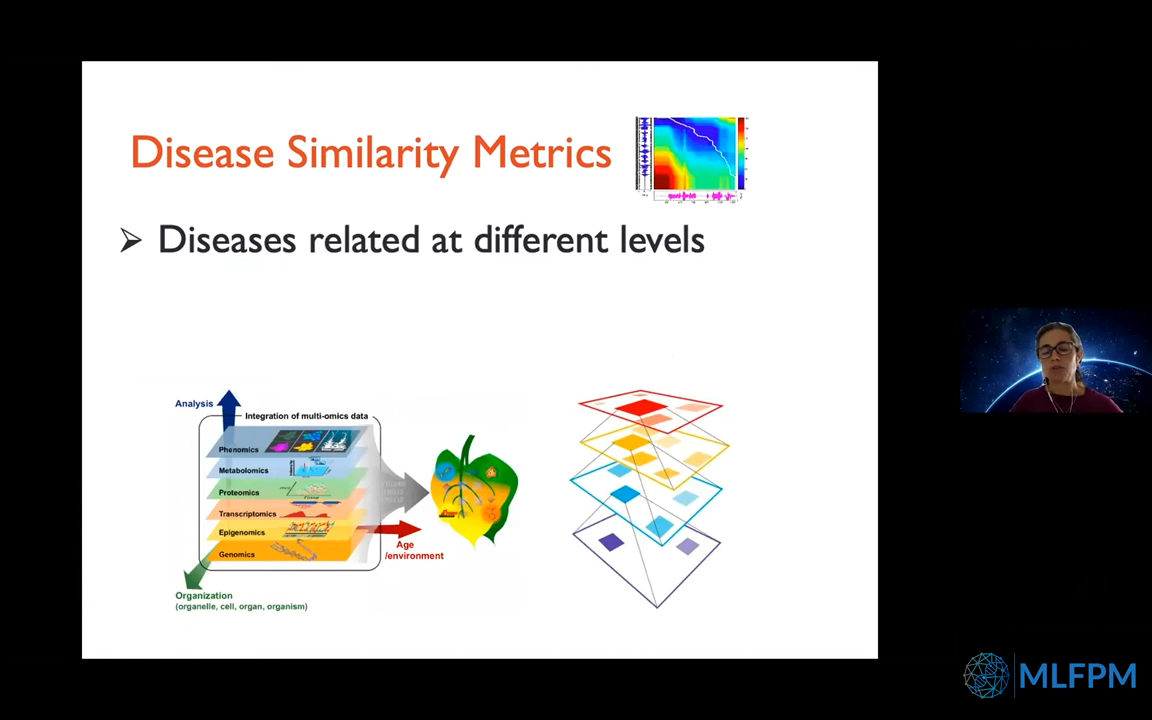 Disease Similarity Metrics
➢ Diseases related at different levels
Analysis
Integration of multi-omics data
Phenomics
Metabolomics
Proteomics
Transcriptomics
Epigenomics
Genomics
Age
/environment
Organization
(organelle, cell, organ, organism)
MLFPM